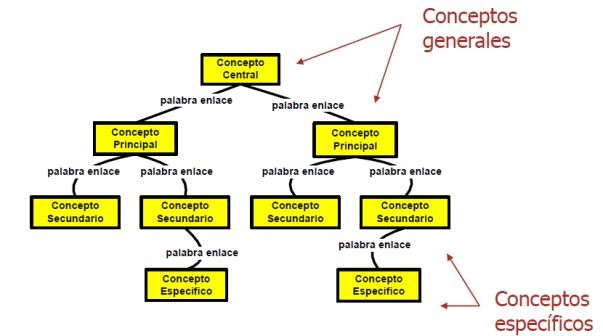 Conceptos
generales
Concepto
Central
palabra enlace
palabra enlace
Concepto
Principal
Concepto
Principal
palabra enlace
palabra enlace
palabra enlace
palabra enlace
Concepto
Secundario
Concepto
Secundario
Concepto
Secundario
Concepto
Secundario
palabra enlace
palabra enlace
Concepto
Específico
Concepto
Específico
Conceptos
específicos